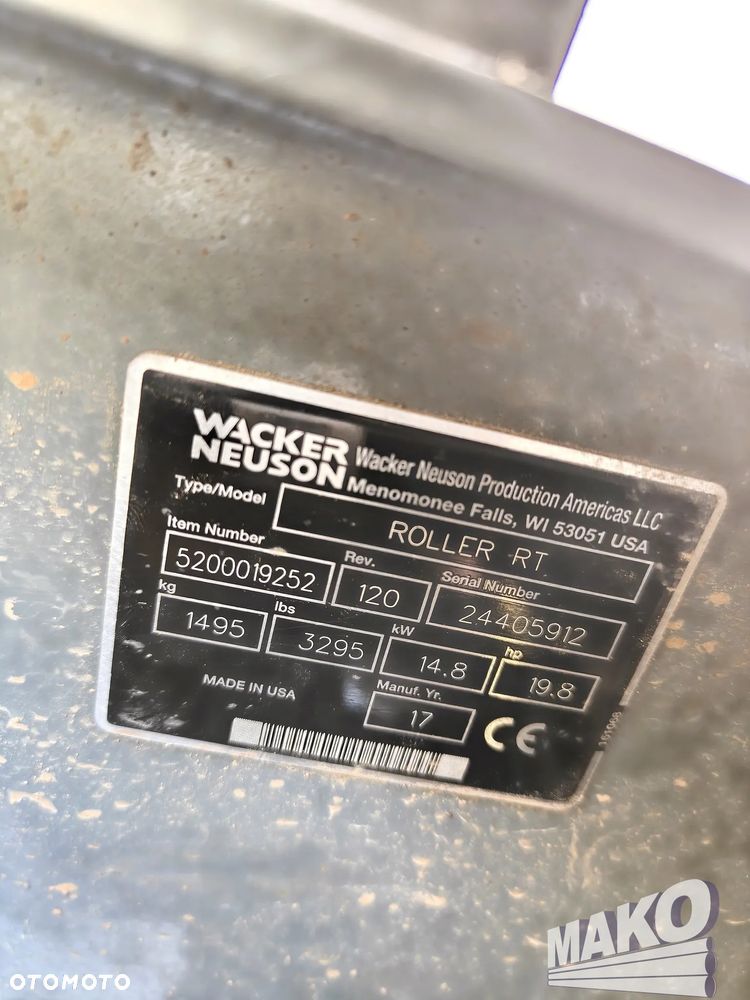 WACKER
NEUSON
Wacker Neuson Production Americas LLC
Menomonee Falls, WI 53051 USA
Type/Model
ROLLER RT
Item Number
Rev.
Serial Number
5200019252
120
24405912
kg
lbs
kW
hp
1495
3295
14.8
19.8
MADE IN USA
Manuf. Yr.
17
CE
MAKO
OTOMOTO